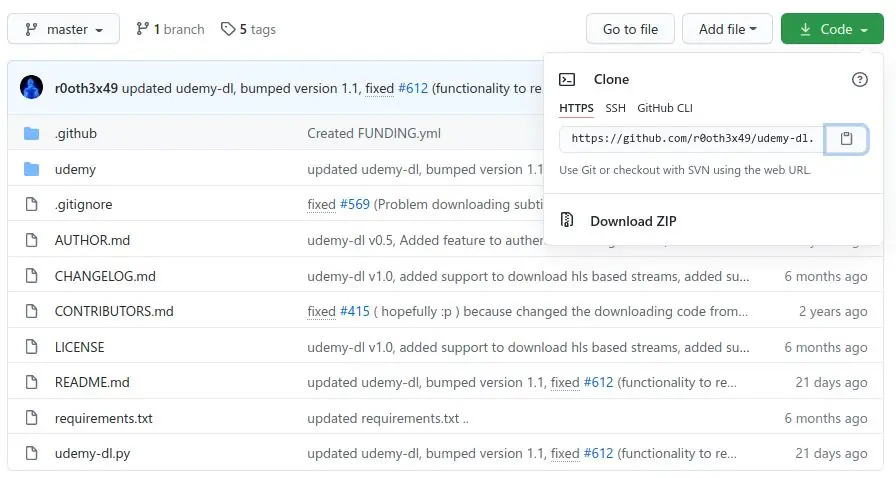 master 1 branch 5 tags Go to file Add file Code
r0oth3x49 updated udemy-dl, bumped version 1.1, fixed #612 (functionality to re
Clone
HTTPS SSH GitHub CLI
https://github.com/r0oth3x49/udemy-dl.
Use Git or checkout with SVN using the web URL.
Download ZIP
.github Created FUNDING.yml
udemy updated udemy-dl, bumped version 1.1
.gitignore fixed #569 (Problem downloading subti
AUTHOR.md udemy-dl v0.5, Added feature to authen
CHANGELOG.md udemy-dl v1.0, added support to download hls based streams, added su... 6 months ago
CONTRIBUTORS.md fixed #415 ( hopefully :p ) because changed the downloading code from... 2 years ago
LICENSE udemy-dl v1.0, added support to download hls based streams, added su... 6 months ago
README.md updated udemy-dl, bumped version 1.1, fixed #612 (functionality to re... 21 days ago
requirements.txt updated requirements.txt .. 6 months ago
udemy-dl.py updated udemy-dl, bumped version 1.1, fixed #612 (functionality to re... 21 days ago